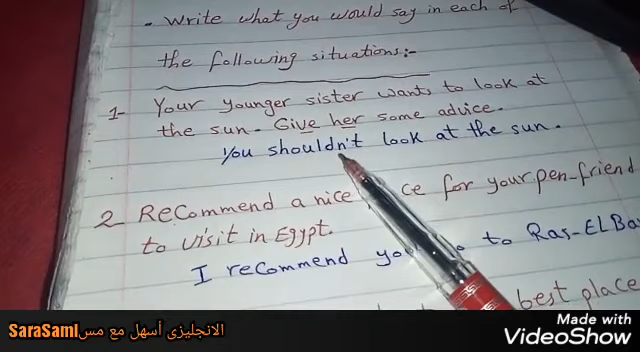 - Write what you would say in each of
the following situations:-
1- Your younger sister wants to look at
the sun. Give her some advice.
You shouldn't look at the sun.
2 Recommend a nice ce for your pen-friend
to visit in Egypt.
I recommend you to Ras-ELBa
best place
SaraSami الانجليزى أسهل مع مس
Made with
VideoShow